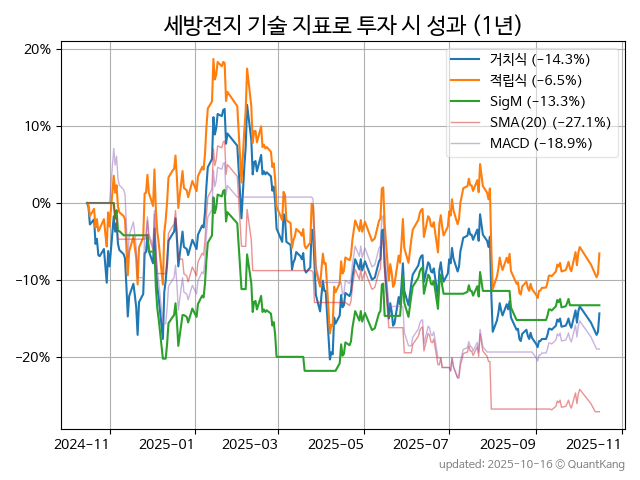 세방전지 기술 지표로 투자 시 성과 (1년)
거치식 (−14.3%)
적립식 (−6.5%)
SigM (−13.3%)
SMA(20) (−27.1%)
MACD (−18.9%)
20%
10%
0%
−10%
−20%
2024-11
2025-01
2025-03
2025-05
2025-07
2025-09
2025-11
updated: 2025-10-16 © QuantKang